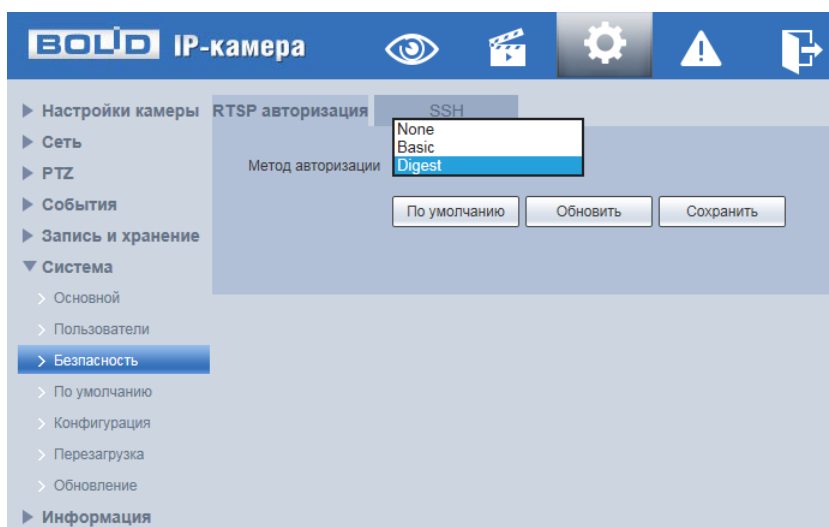 BOLID IP-камера
Настройки камеры
Сеть
PTZ
События
Запись и хранение
Система
Основной
Пользователи
Безпасность
По умолчанию
Конфигурация
Перезагрузка
Обновление
Информация
RTSP авторизация
SSH
Метод авторизации
None
Basic
Digest
По умолчанию
Обновить
Сохранить